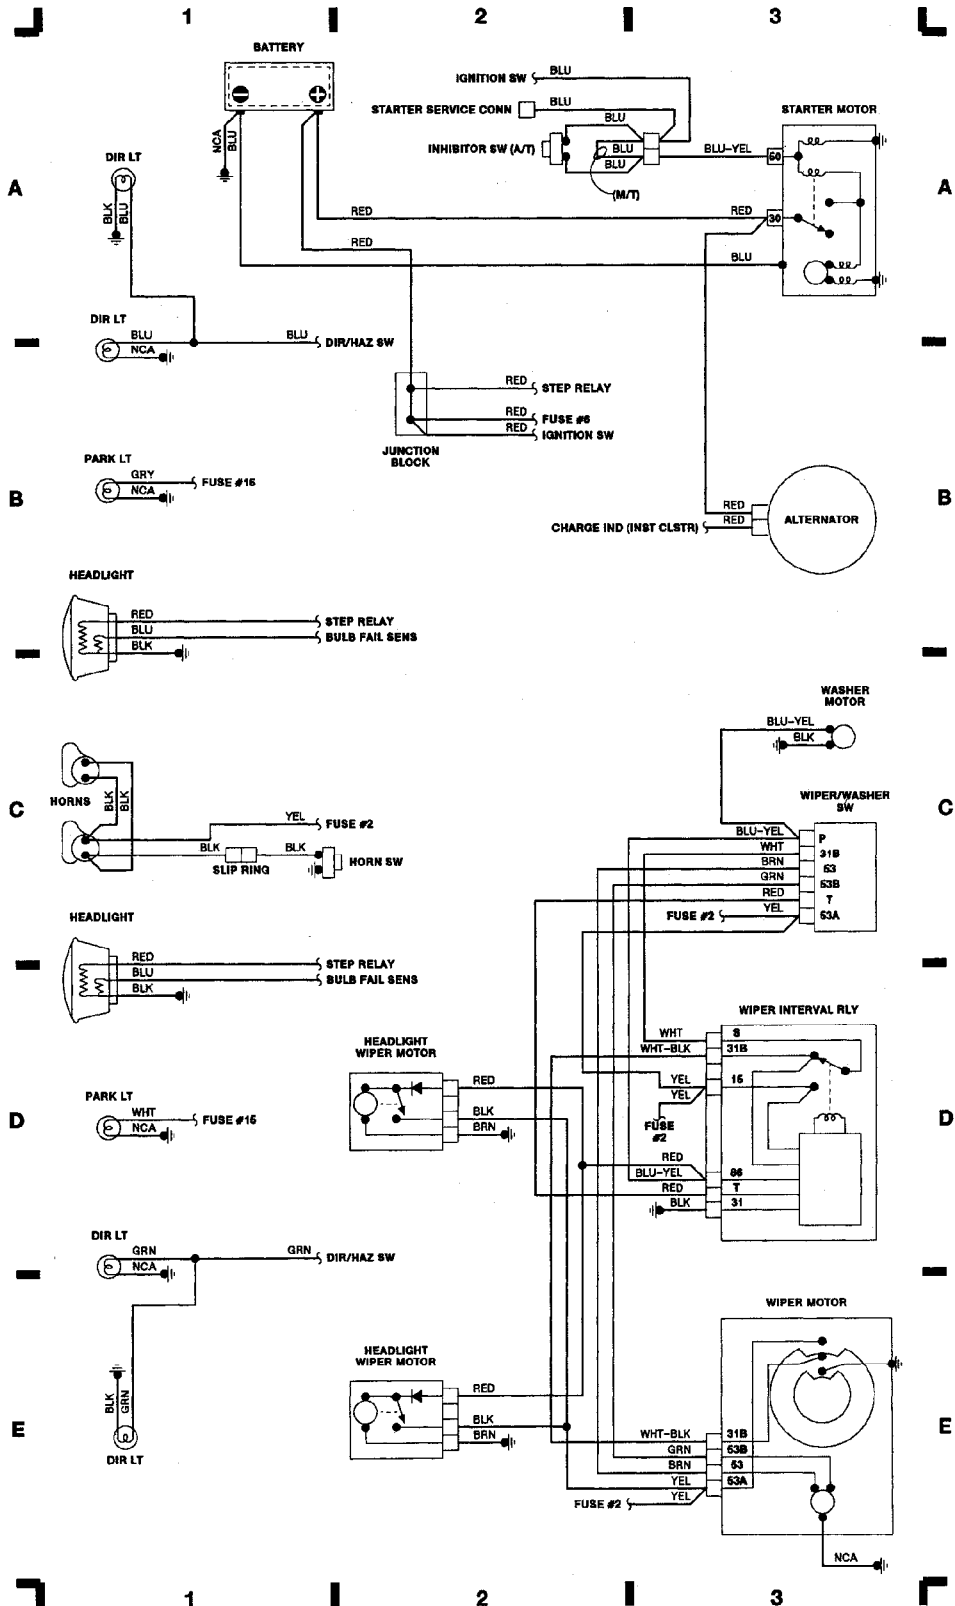 1 2 3
BATTERY
IGNITION SW BLU
STARTER SERVICE CONN BLU
STARTER MOTOR
BLU
INHIBITOR SW (A/T) BLU BLU-YEL 50
BLU
(M/T)
NCA BLU
DIR LT
A A
BLK BLU
RED RED 30
RED
BLU
DIR LT
BLU BLU DIR/HAZ SW
NCA
RED STEP RELAY
RED FUSE #6
RED IGNITION SW
JUNCTION
BLOCK
PARK LT
GRY FUSE #16
NCA
B B
RED
CHARGE IND (INST CLSTR) RED
ALTERNATOR
HEADLIGHT
RED STEP RELAY
BLU BULB FAIL SENS
BLK
WASHER
MOTOR
BLU-YEL
BLK
HORNS
BLK BLK
C C
WIPER/WASHER
SW
YEL FUSE #2
BLK BLK HORN SW
SLIP RING
BLU-YEL P
WHT 31B
BRN 53
GRN 53B
RED T
FUSE #2 YEL 53A
HEADLIGHT
RED STEP RELAY
BLU BULB FAIL SENS
BLK
WIPER INTERVAL RLY
HEADLIGHT
WIPER MOTOR
WHT S
WHT-BLK 31B
RED
YEL 15
YEL
FUSE
#2
BLK
BRN
PARK LT
WHT FUSE #15
NCA
D D
RED
BLU-YEL 86
RED T
BLK 31
DIR LT
GRN GRN DIR/HAZ SW
NCA
WIPER MOTOR
HEADLIGHT
WIPER MOTOR
RED
BLK
BRN
BLK GRN
DIR LT
E E
WHT-BLK 31B
GRN 53B
BRN 53
YEL 53A
FUSE #2 YEL
NCA
1 2 3